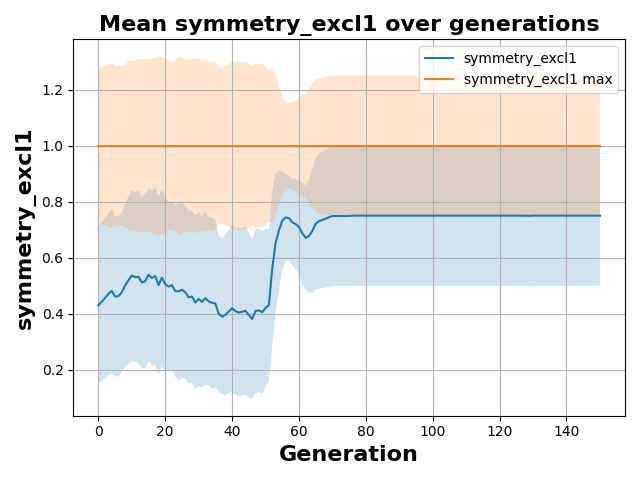 Mean symmetry_excl1 over generations
symmetry_excl1
symmetry_excl1 max
1.2
1.0
0.8
0.6
0.4
0.2
symmetry_excl1
0 20 40 60 80 100 120 140
Generation